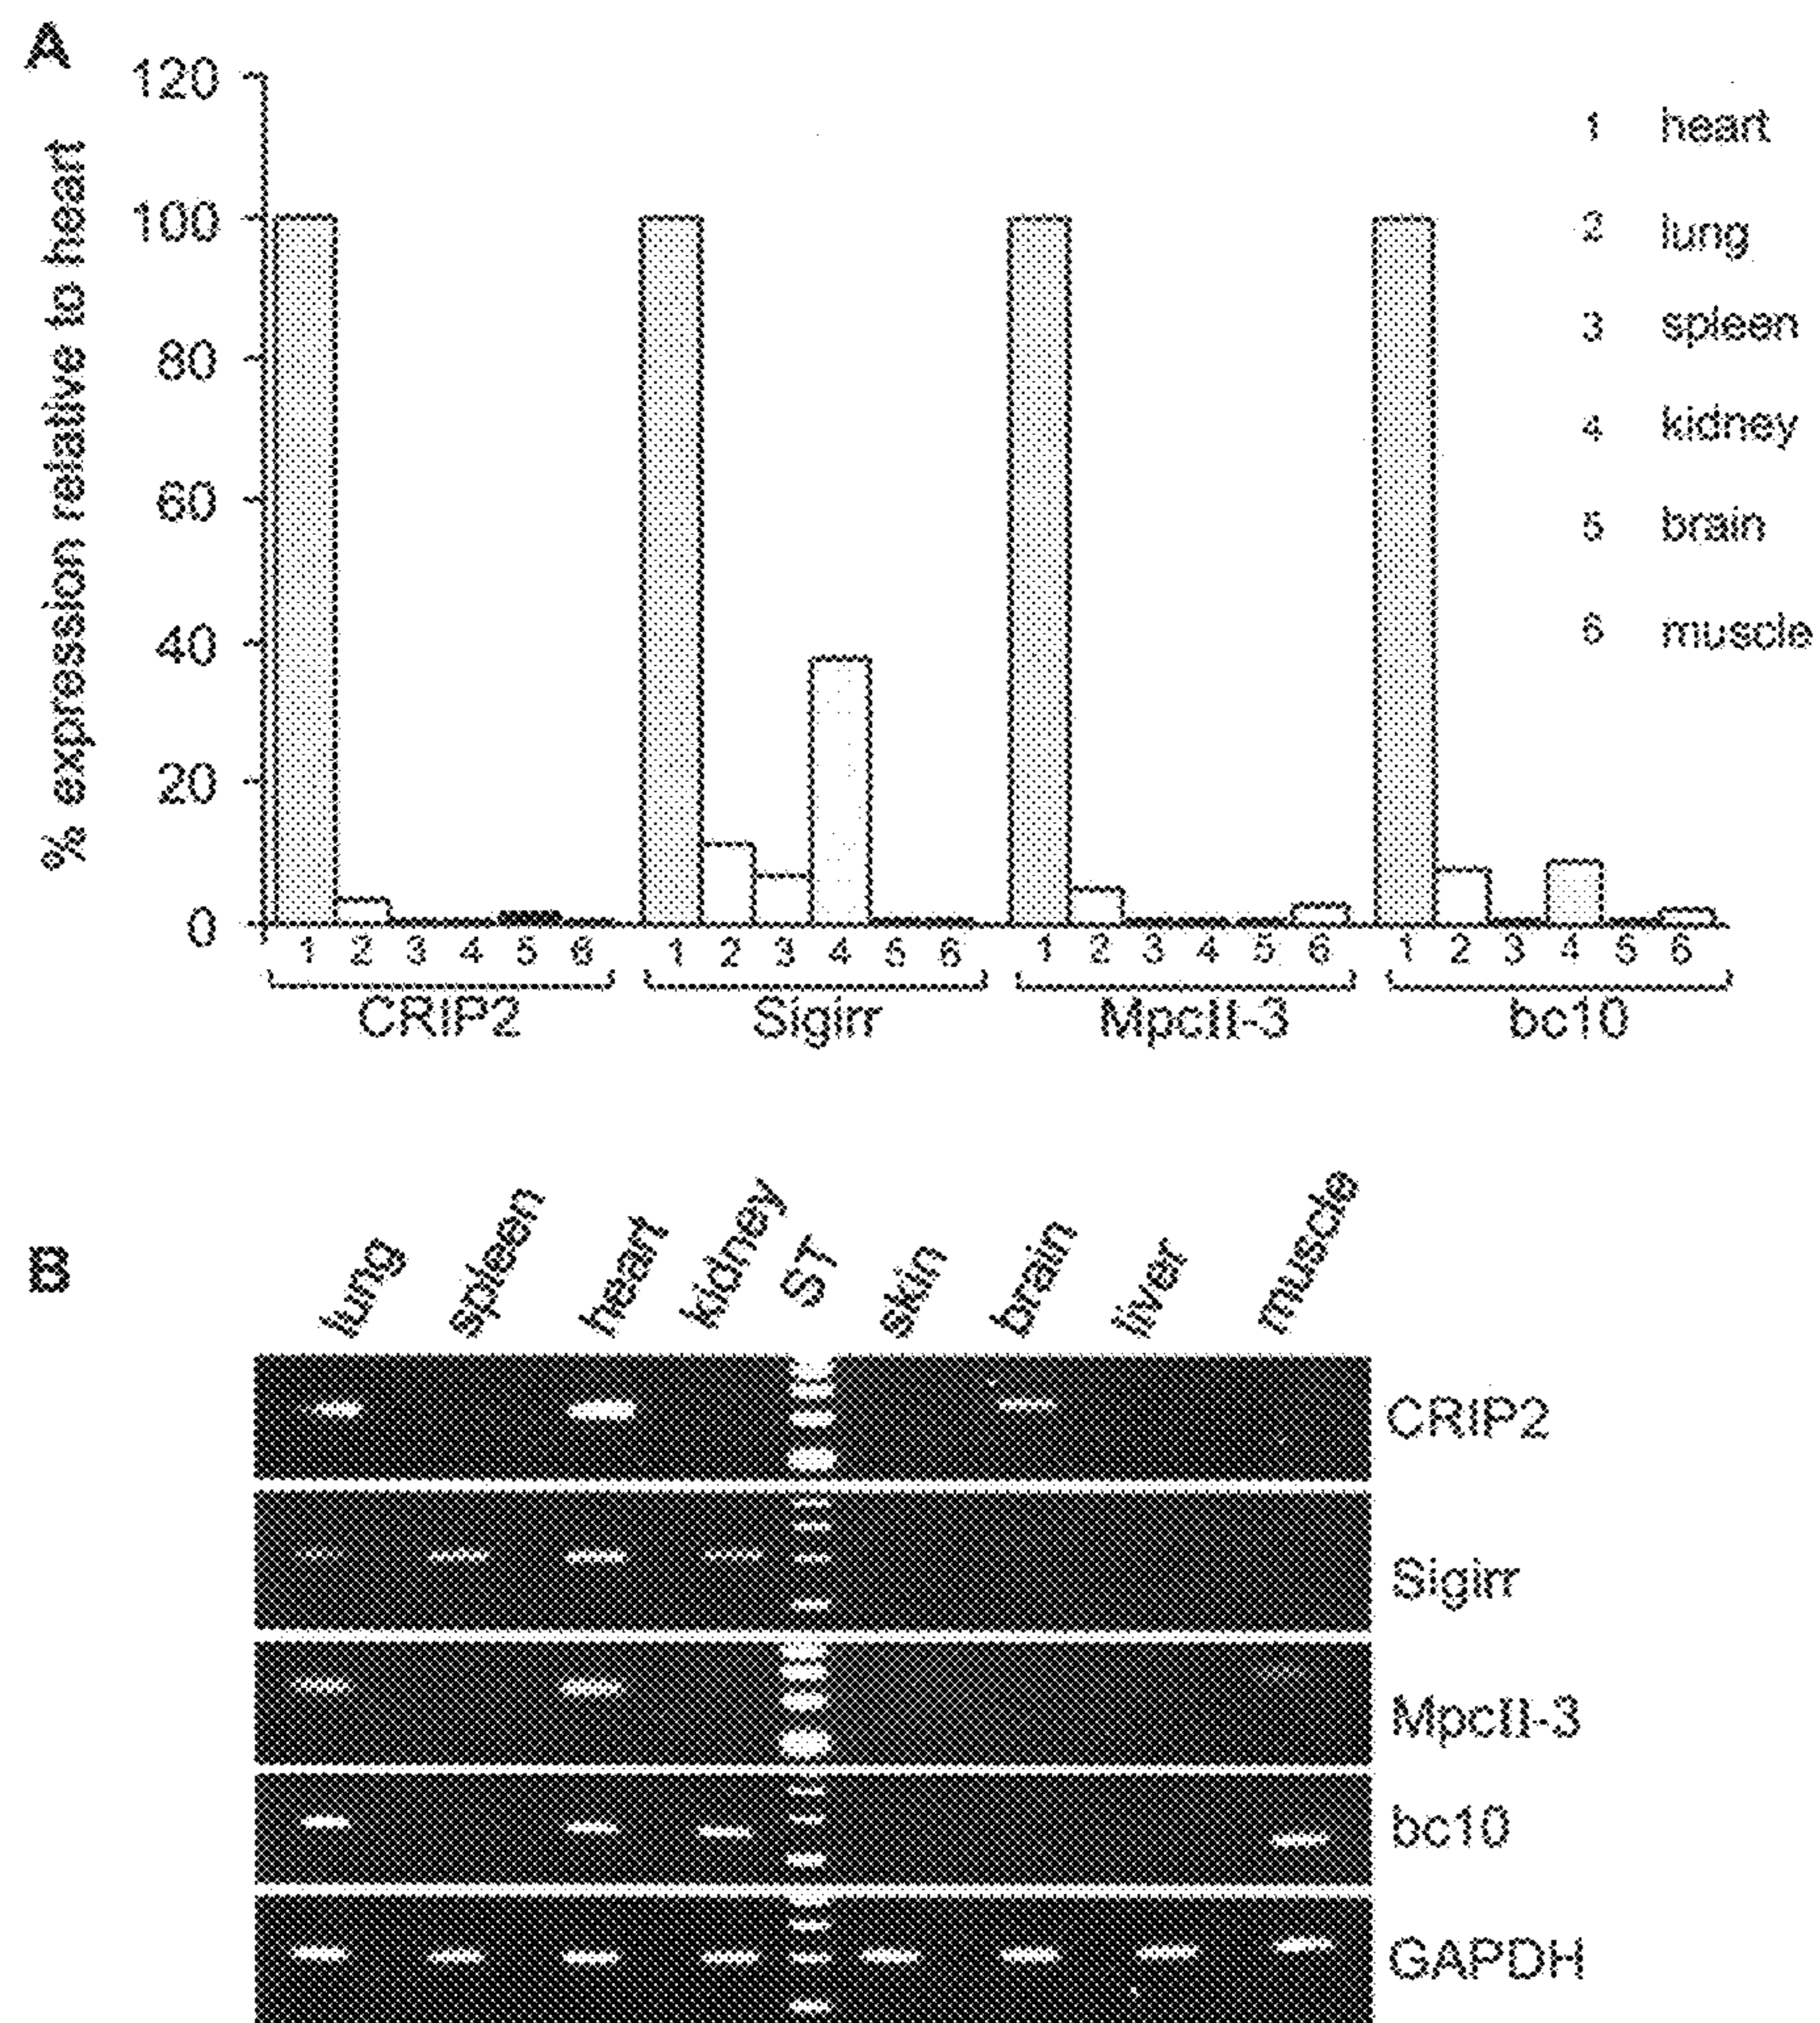 A
120
100
80
60
40
20
0
% expression relative to heart
1 heart
2 lung
3 spleen
4 kidney
5 brain
6 muscle
1 2 3 4 5 6 1 2 3 4 5 6 1 2 3 4 5 6 1 2 3 4 5 6
CRIP2 Sigirr MpcII-3 bc10
B
lung spleen heart kidney ST skin brain liver muscle
CRIP2
Sigirr
MpcII-3
bc10
GAPDH